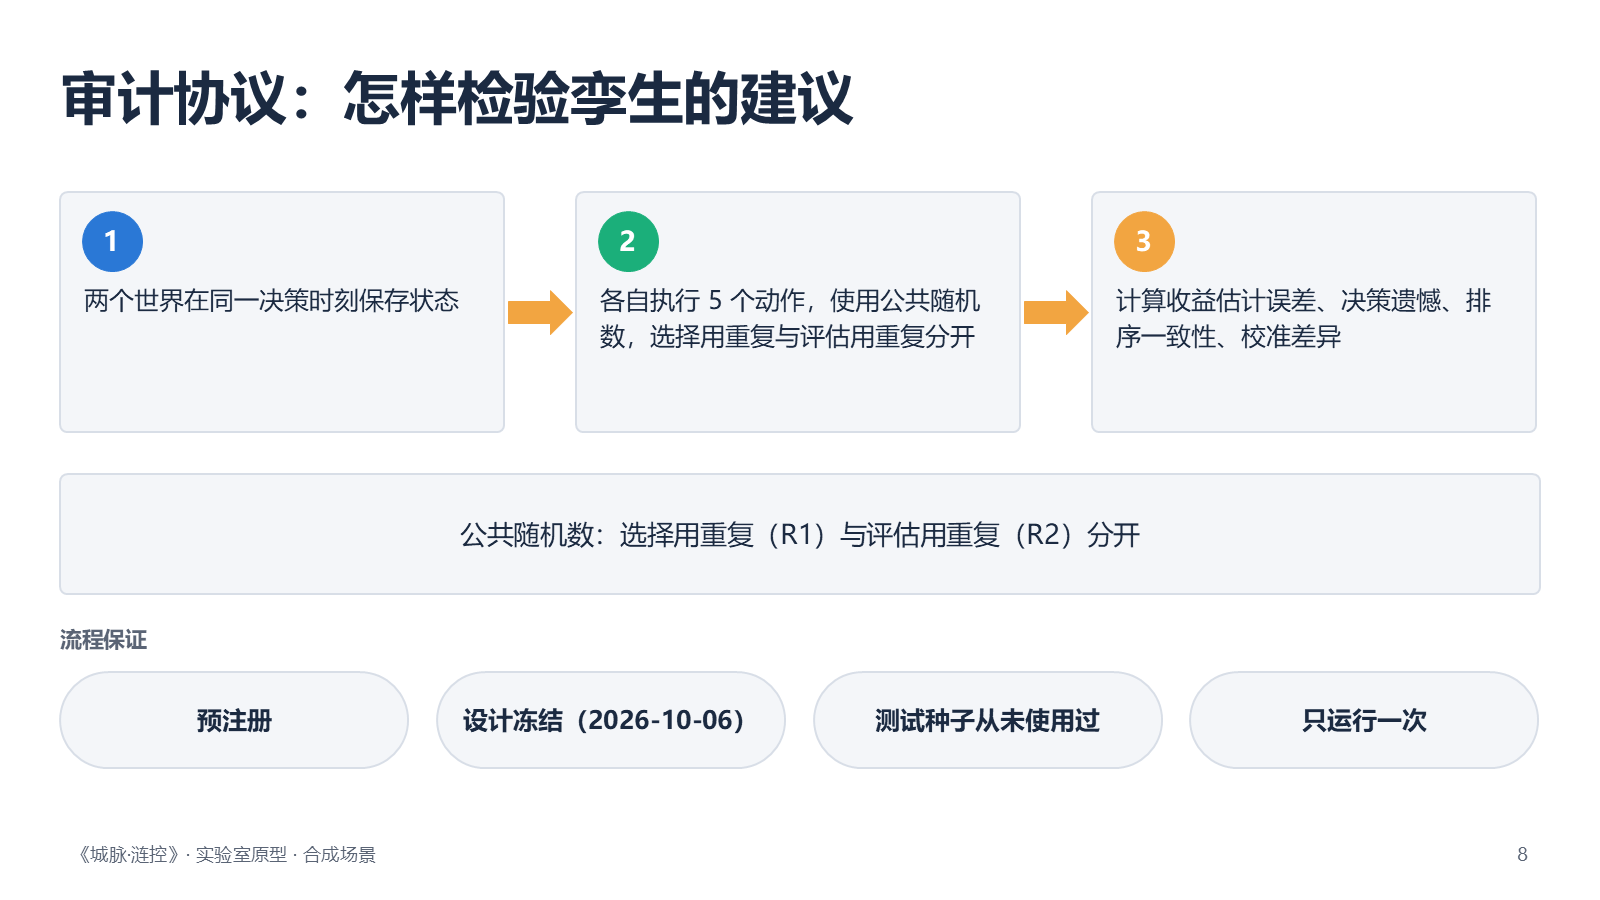 审计协议：怎样检验孪生的建议
1
两个世界在同一决策时刻保存状态
2
各自执行 5 个动作，使用公共随机
数，选择用重复与评估用重复分开
3
计算收益估计误差、决策遗憾、排
序一致性、校准差异
公共随机数：选择用重复（R1）与评估用重复（R2）分开
流程保证
预注册
设计冻结（2026-10-06）
测试种子从未使用过
只运行一次
《城脉·涟控》· 实验室原型 · 合成场景
8